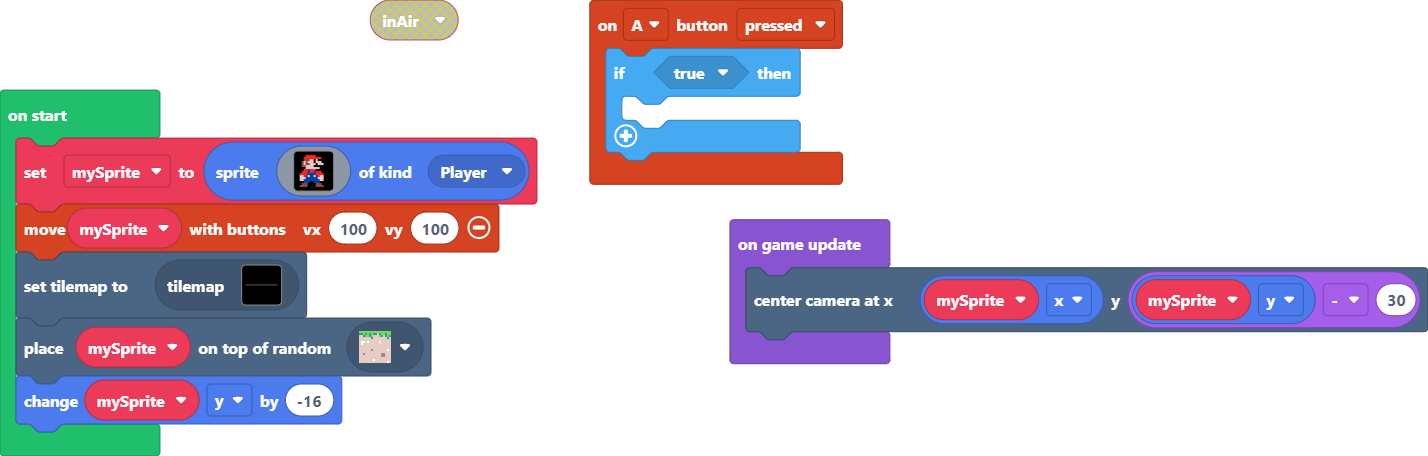 inAir
on A button pressed
if true then
on start
set mySprite to sprite of kind Player
move mySprite with buttons vx 100 vy 100
set tilemap to tilemap
place mySprite on top of random
change mySprite y by -16
on game update
center camera at x mySprite x y mySprite y - 30